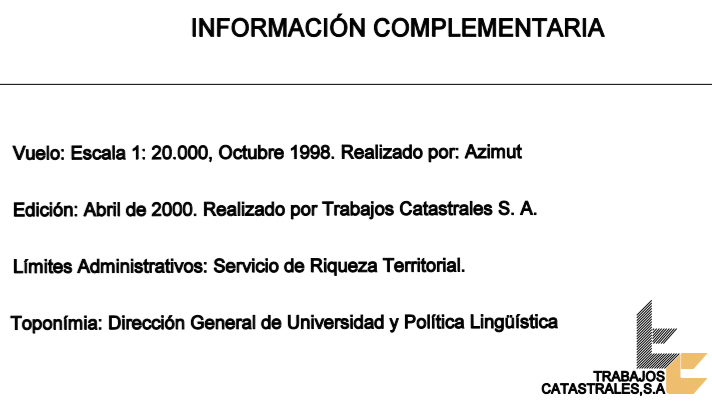 INFORMACIÓN COMPLEMENTARIA
Vuelo: Escala 1: 20.000, Octubre 1998. Realizado por: Azimut
Edición: Abril de 2000. Realizado por Trabajos Catastrales S. A.
Límites Administrativos: Servicio de Riqueza Territorial.
Toponímia: Dirección General de Universidad y Política Lingüística
TRABAJOS
CATASTRALES,S.A